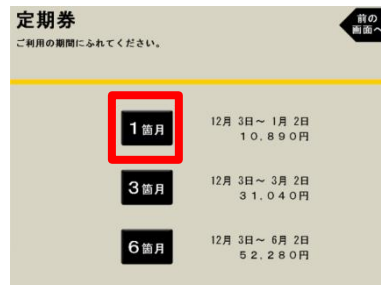 定期券
ご利用の期間にふれてください。
前の
画面へ
1箇月
12月 3日～ 1月 2日
10,890円
3箇月
12月 3日～ 3月 2日
31,040円
6箇月
12月 3日～ 6月 2日
52,280円